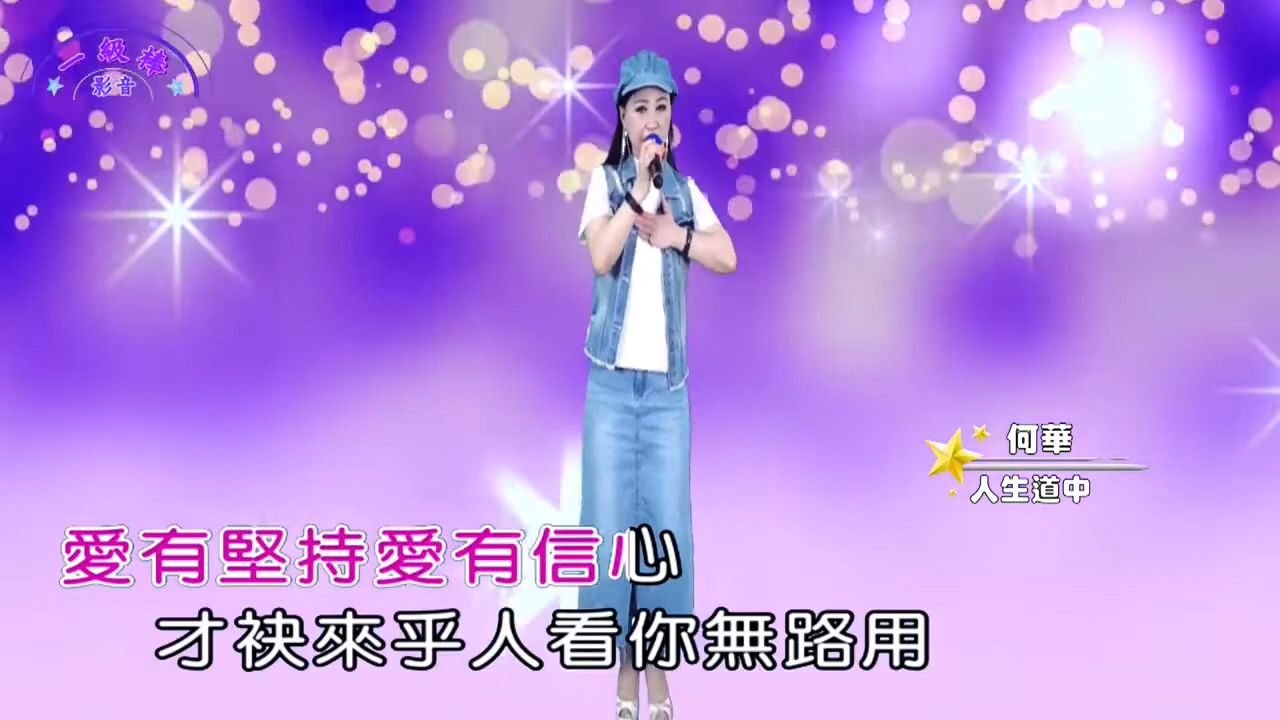 二級棒
影音
何華
人生道中
愛有堅持愛有信心
才袂來乎人看你無路用